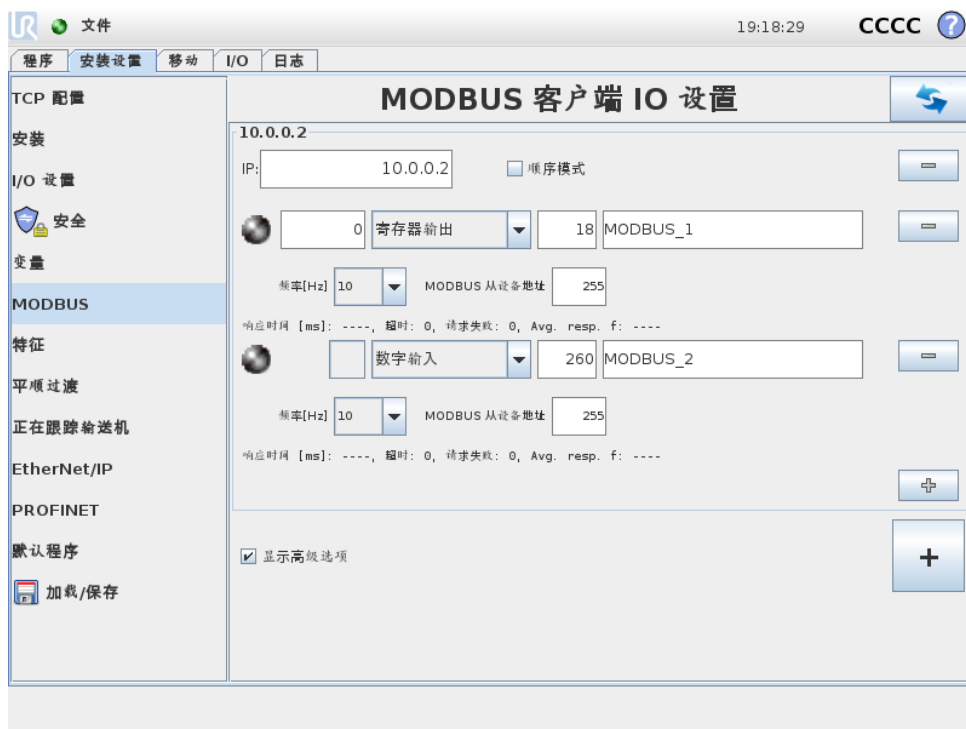 UR 文件 19:18:29 CCCC ?
程序 安装设置 移动 I/O 日志
TCP 配置
安装
I/O 设置
安全
变量
MODBUS
特征
平顺过渡
正在跟踪输送机
EtherNet/IP
PROFINET
默认程序
加载/保存
MODBUS 客户端 IO 设置
10.0.0.2
IP: 10.0.0.2 顺序模式
0 寄存器输出 18 MODBUS_1
频率[Hz] 10 MODBUS 从设备地址 255
响应时间 [ms]: ----, 超时: 0, 请求失败: 0, Avg. resp. f: ----
数字输入 260 MODBUS_2
频率[Hz] 10 MODBUS 从设备地址 255
响应时间 [ms]: ----, 超时: 0, 请求失败: 0, Avg. resp. f: ----
显示高级选项